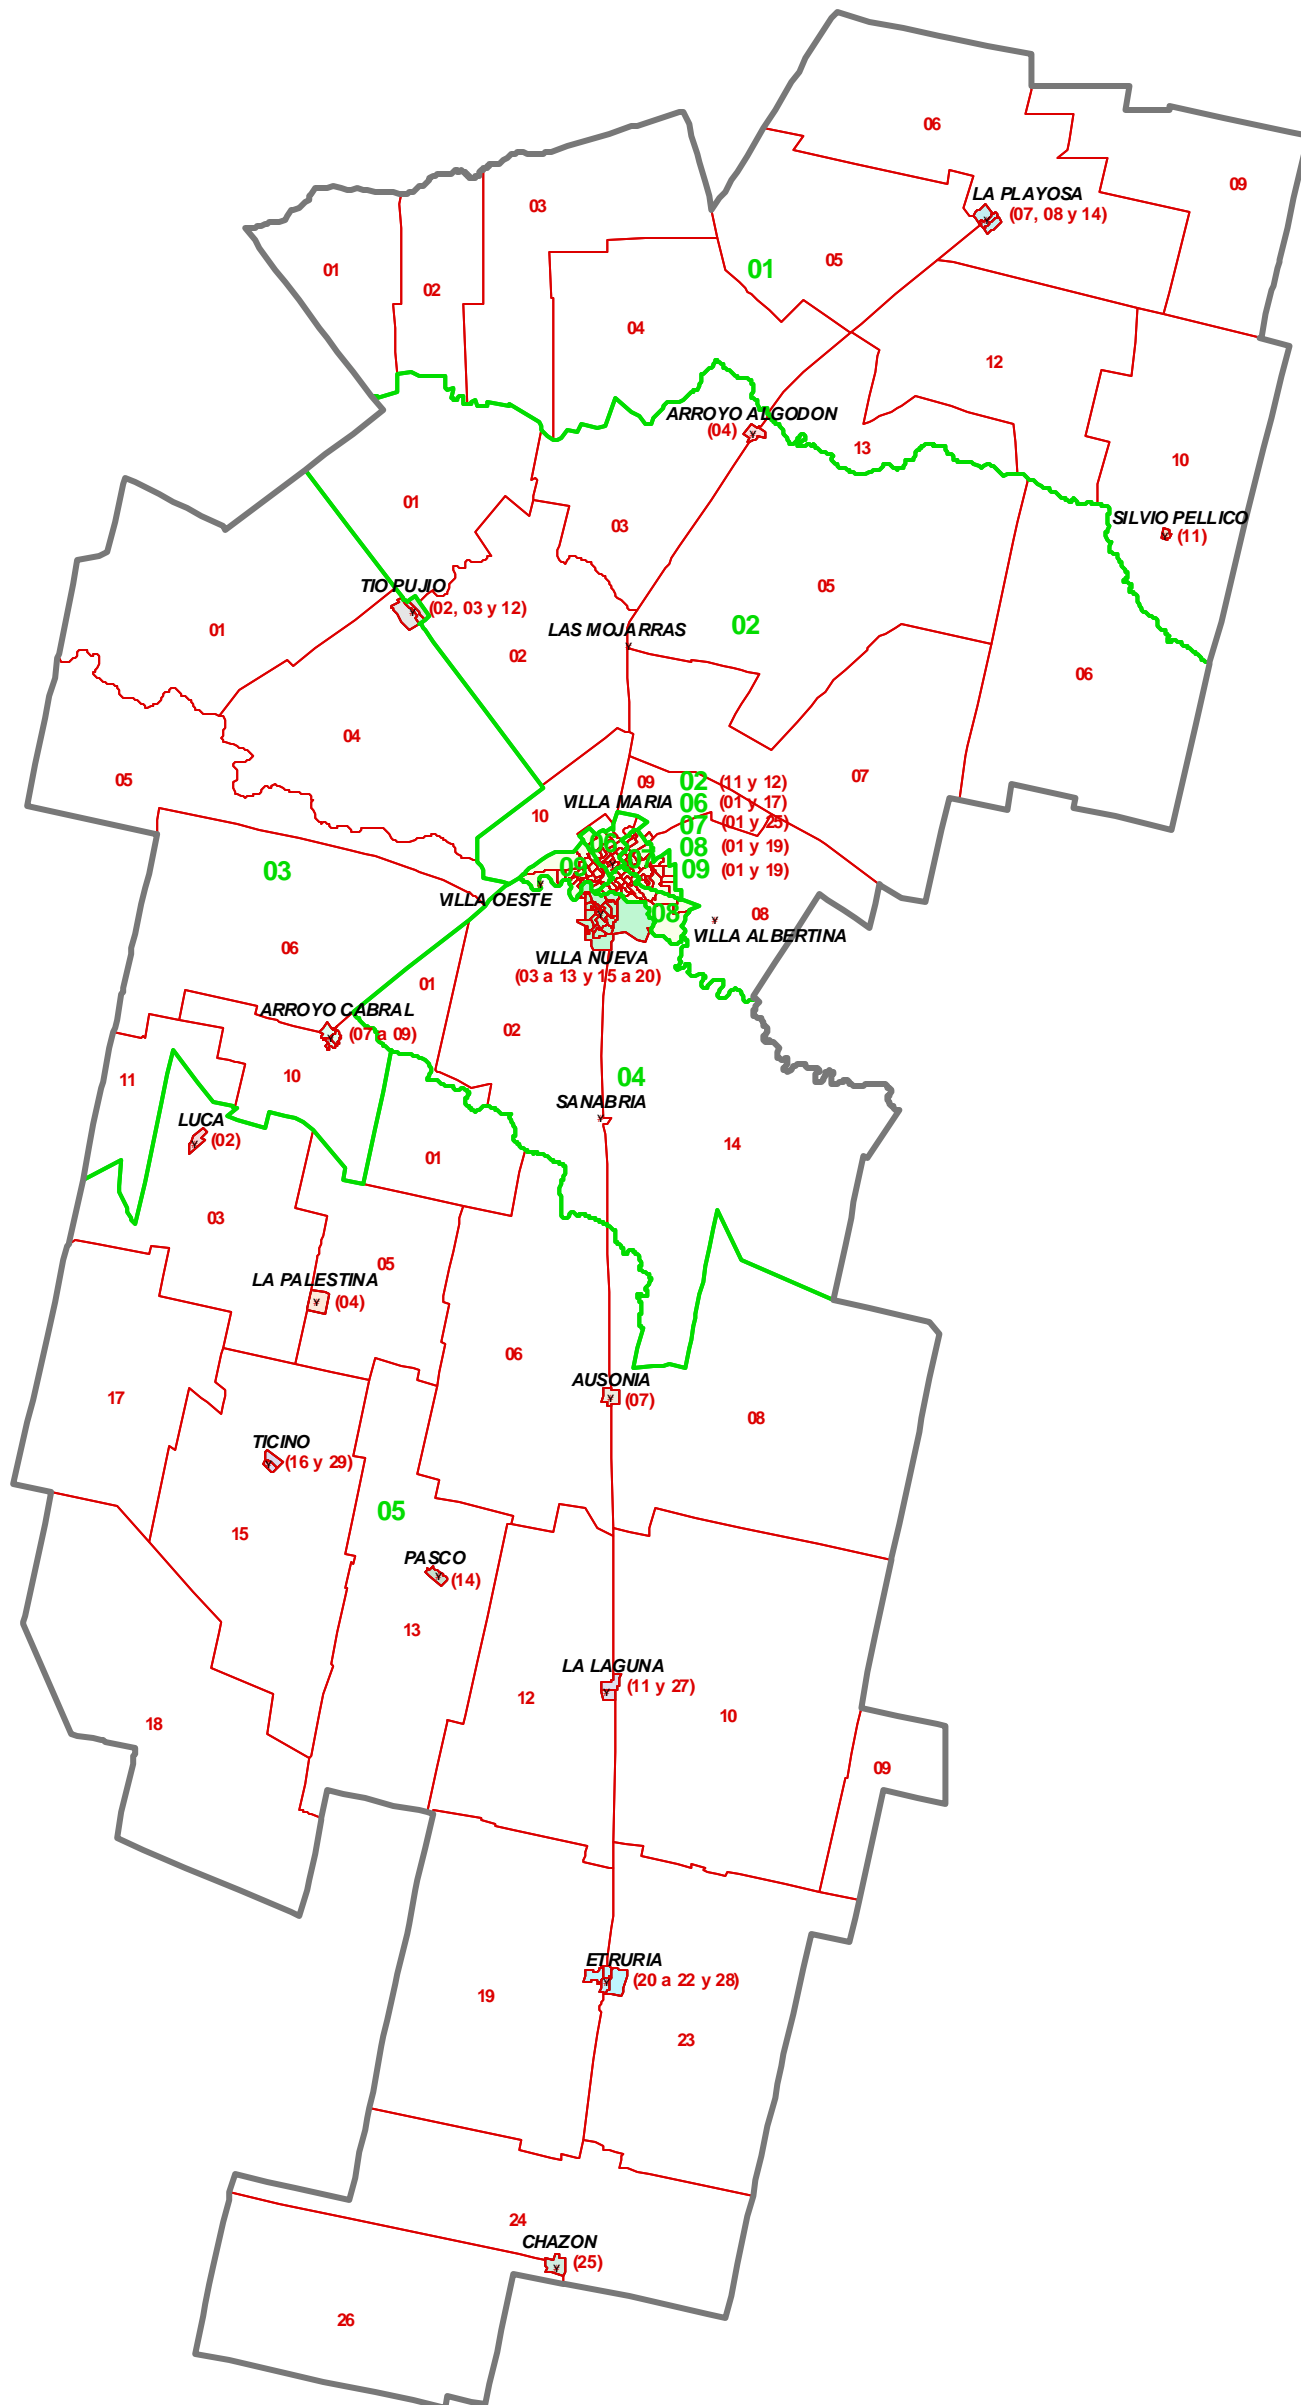 06
09
LA PLAYOSA
(07, 08 y 14)
03
01
02
01
05
04
12
ARROYO ALGODON
(04)
13
10
01
03
SILVIO PELLICO
(11)
TIO PUJIO
(02, 03 y 12)
05
01
LAS MOJARRAS
02
02
06
04
05
07
09
02 (11 y 12)
VILLA MARIA
06 (01 y 17)
10
07 (01 y 25)
06
08 (01 y 19)
07
05
09 (01 y 19)
03
VILLA OESTE
08
08
VILLA ALBERTINA
06
VILLA NUEVA
(03 a 13 y 15 a 20)
01
ARROYO CABRAL
(07 a 09)
02
11
10
04
SANABRIA
LUCA
(02)
14
01
03
05
LA PALESTINA
(04)
06
AUSONIA
(07)
17
08
TICINO
(16 y 29)
05
15
PASCO
(14)
13
LA LAGUNA
(11 y 27)
12
10
18
09
ETRURIA
(20 a 22 y 28)
19
23
24
CHAZON
(25)
26